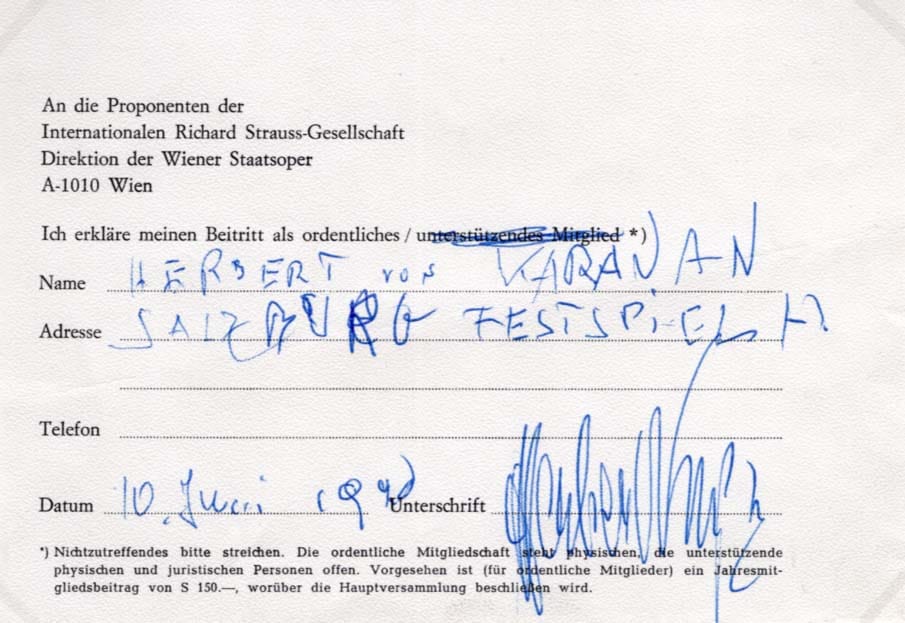 An die Proponenten der
Internationalen Richard Strauss-Gesellschaft
Direktion der Wiener Staatsoper
A-1010 Wien
Ich erkläre meinen Beitritt als ordentliches / unterstützendes Mitglied *)
Name HERBERT von KARAJAN
Adresse SALZBURG FESTSPIELH
Telefon
Datum 10. Juni Unterschrift
*) Nichtzutreffendes bitte streichen. Die ordentliche Mitgliedschaft steht physischen, die unterstützende
physischen und juristischen Personen offen. Vorgesehen ist (für ordentliche Mitglieder) ein Jahresmit-
gliedsbeitrag von S 150.—, worüber die Hauptversammlung beschließen wird.